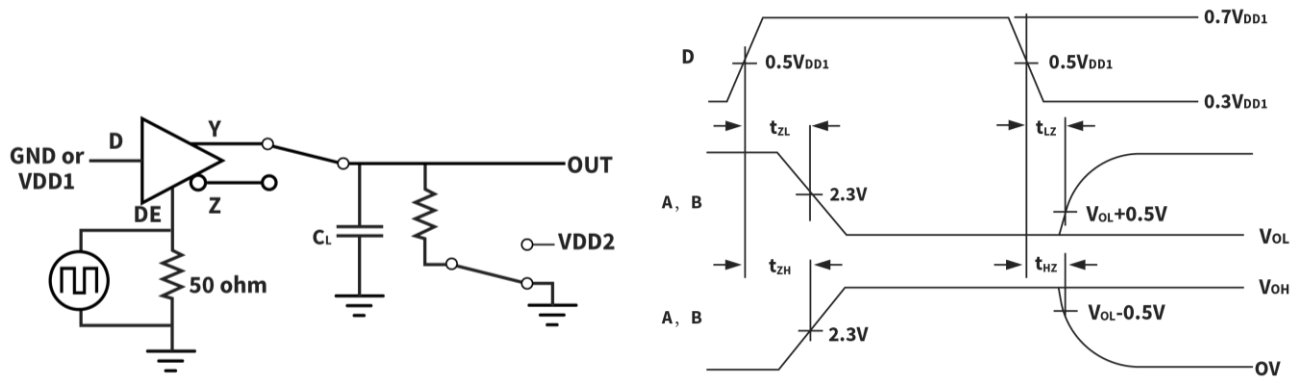 D
Y
GND or
VDD1
OUT
DE
Z
CL
VDD2
50 ohm
D
0.7VDD1
0.5VDD1
0.5VDD1
0.3VDD1
tZL
tLZ
A, B
2.3V
VOL+0.5V
VOL
tZH
tHZ
VOH
A, B
2.3V
VOL-0.5V
OV